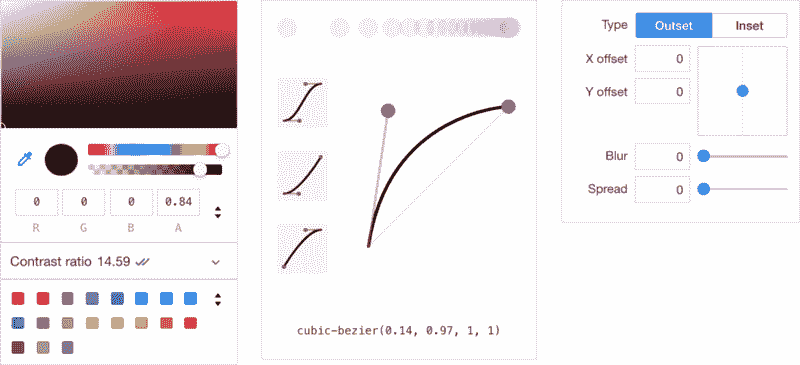 0 0 0 0.84
R G B A
Contrast ratio 14.59
cubic-bezier(0.14, 0.97, 1, 1)
Type Outset Inset
X offset 0
Y offset 0
Blur 0
Spread 0